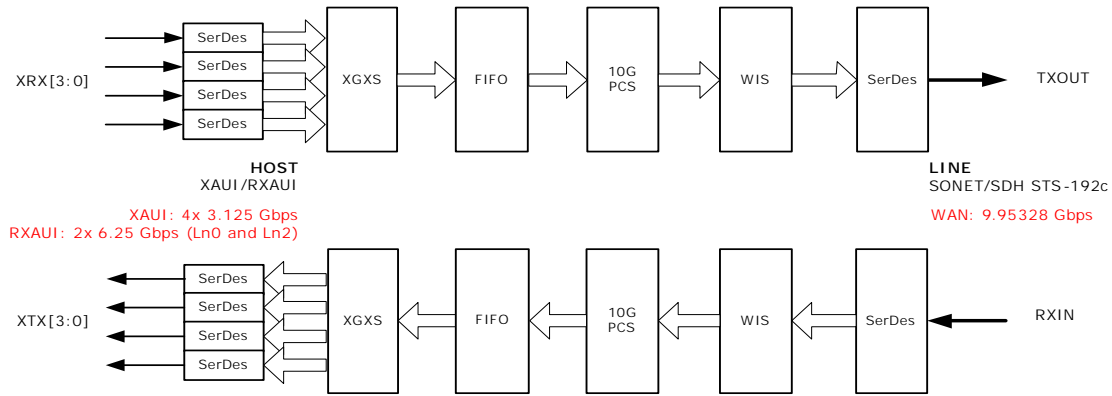 SerDes
SerDes
SerDes
SerDes
XRX[3:0]
XGXS
FIFO
10G
PCS
WIS
SerDes
TXOUT
HOST
XAUI/RXAUI
XAUI: 4x 3.125 Gbps
RXAUI: 2x 6.25 Gbps (Ln0 and Ln2)
LINE
SONET/SDH STS-192c
WAN: 9.95328 Gbps
SerDes
SerDes
SerDes
SerDes
XTX[3:0]
XGXS
FIFO
10G
PCS
WIS
SerDes
RXIN